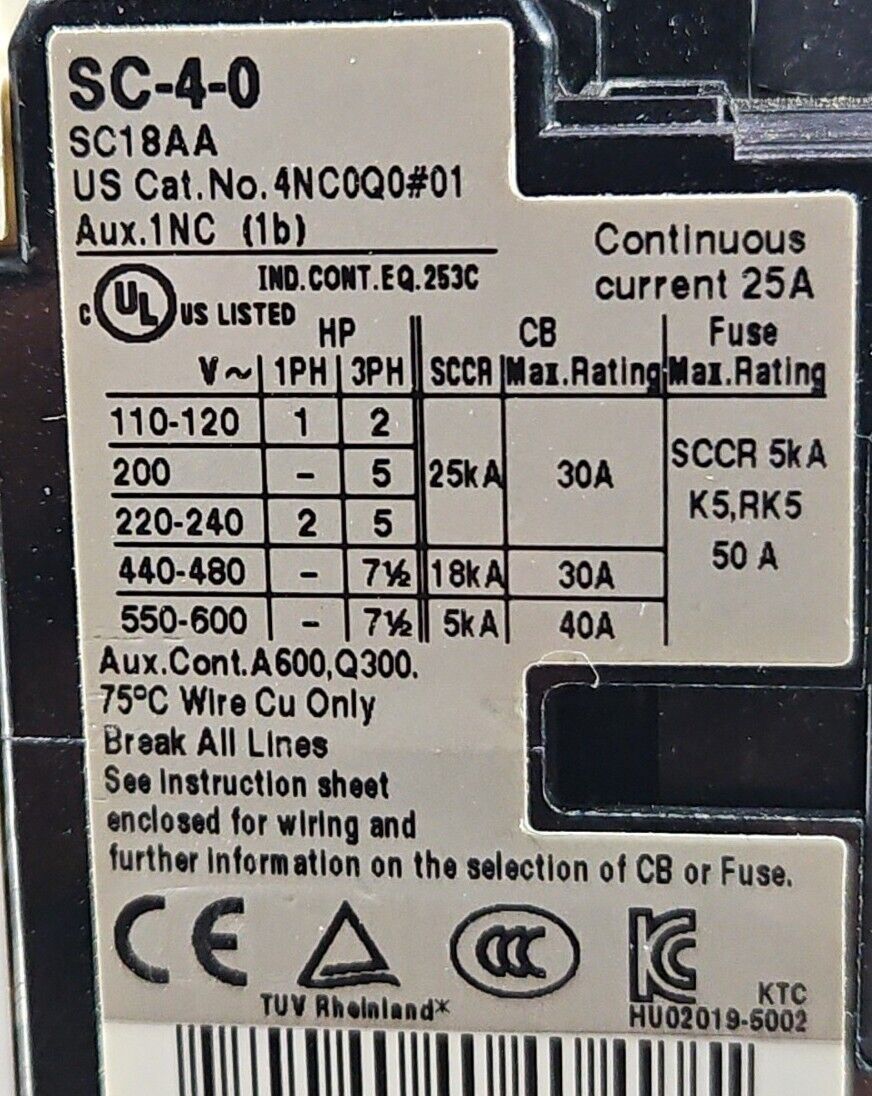 SC-4-0
SC18AA
US Cat.No.4NC0Q0#01
Aux.1NC (1b)
Continuous
current 25A
IND.CONT.EQ.253C
C UL US LISTED
HP CB Fuse
V~ 1PH 3PH SCCR Max.Rating Max.Rating
110-120 1 2
200 - 5 25kA 30A SCCR 5kA
K5,RK5
220-240 2 5
50 A
440-480 - 7½ 18kA 30A
550-600 - 7½ 5kA 40A
Aux.Cont.A600,Q300.
75°C Wire Cu Only
Break All Lines
See instruction sheet
enclosed for wiring and
further information on the selection of CB or Fuse.
CE CCC KC
TUV Rheinland*
KTC
HU02019-5002